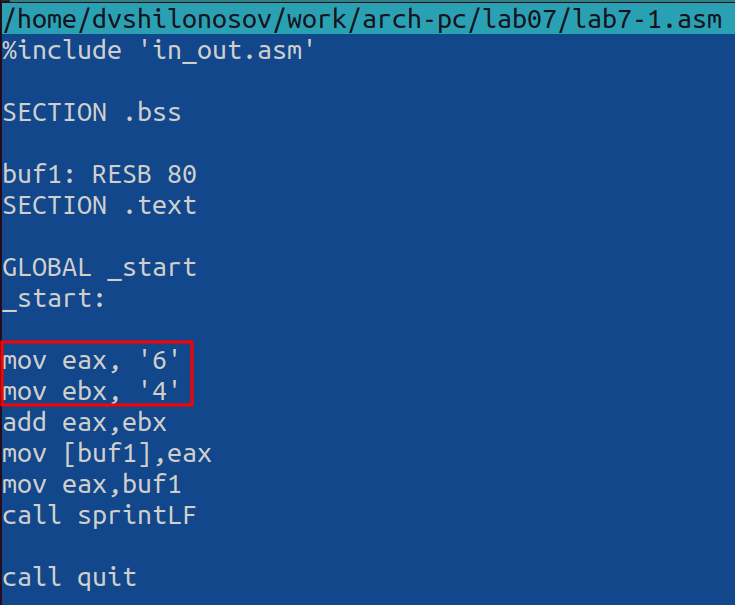 /home/dvshilonosov/work/arch-pc/lab07/lab7-1.asm
%include 'in_out.asm'
SECTION .bss
buf1: RESB 80
SECTION .text
GLOBAL _start
_start:
mov eax, '6'
mov ebx, '4'
add eax,ebx
mov [buf1],eax
mov eax,buf1
call sprintLF
call quit